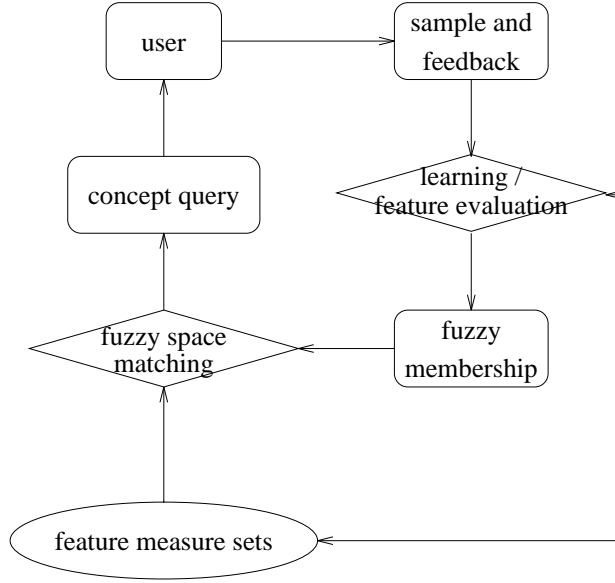 user
sample and
feedback
concept query
learning /
feature evaluation
fuzzy space
matching
fuzzy
membership
feature measure sets